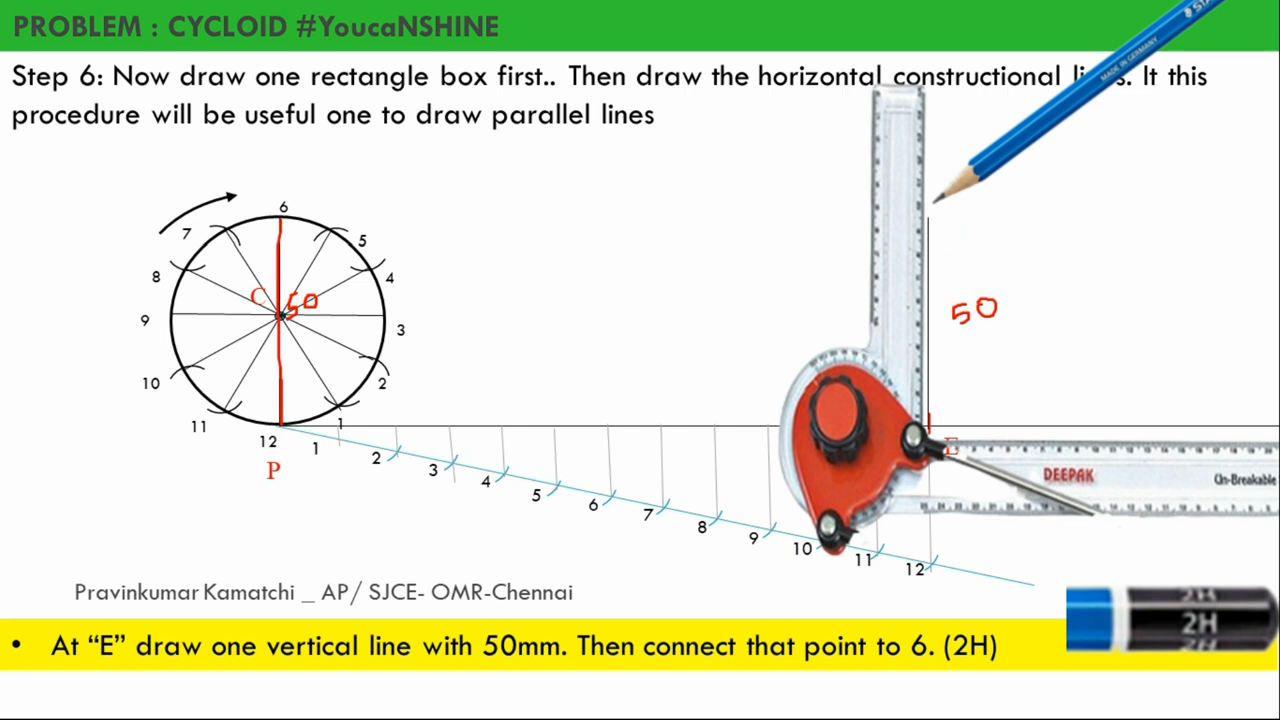 PROBLEM : CYCLOID #YoucaNSHINE
Step 6: Now draw one rectangle box first.. Then draw the horizontal constructional It this
procedure will be useful one to draw parallel lines
MADE IN GERMANY
6
7
5
8
4
C
50
50
9
3
10
2
11
1
12
P
1
2
3
4
5
6
7
8
9
10
11
12
E
DEEPAK
Un-Breakable
Pravinkumar Kamatchi _ AP/ SJCE- OMR-Chennai
2H
• At “E” draw one vertical line with 50mm. Then connect that point to 6. (2H)